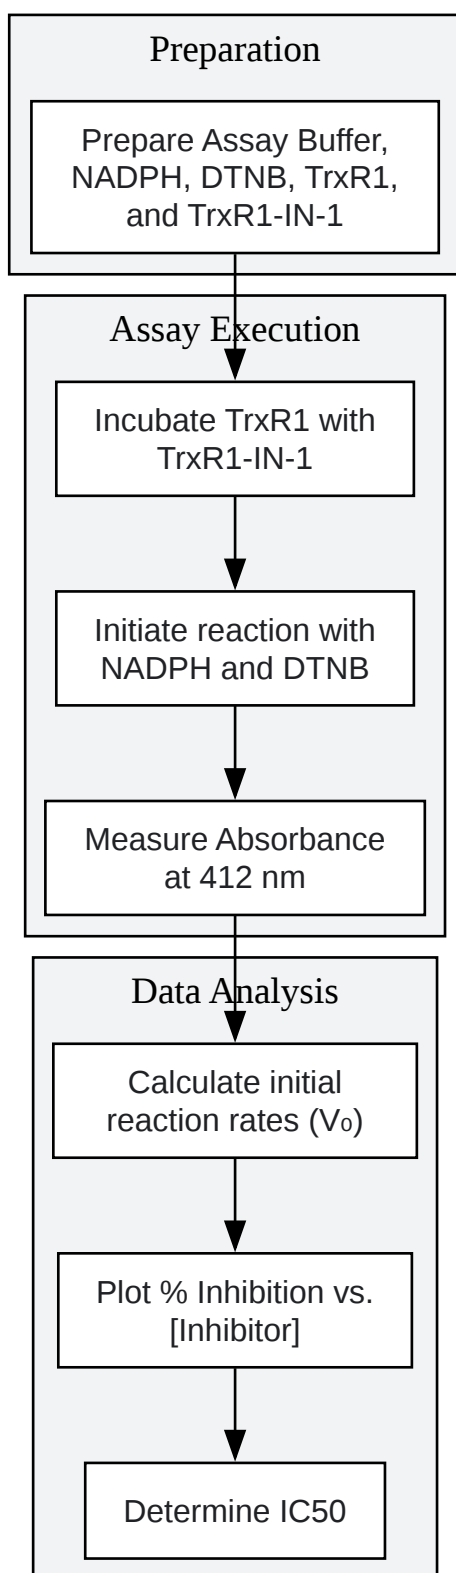 Preparation
Prepare Assay Buffer,
NADPH, DTNB, TrxR1,
and TrxR1-IN-1
Assay Execution
Incubate TrxR1 with
TrxR1-IN-1
Initiate reaction with
NADPH and DTNB
Measure Absorbance
at 412 nm
Data Analysis
Calculate initial
reaction rates (V₀)
Plot % Inhibition vs.
[Inhibitor]
Determine IC50